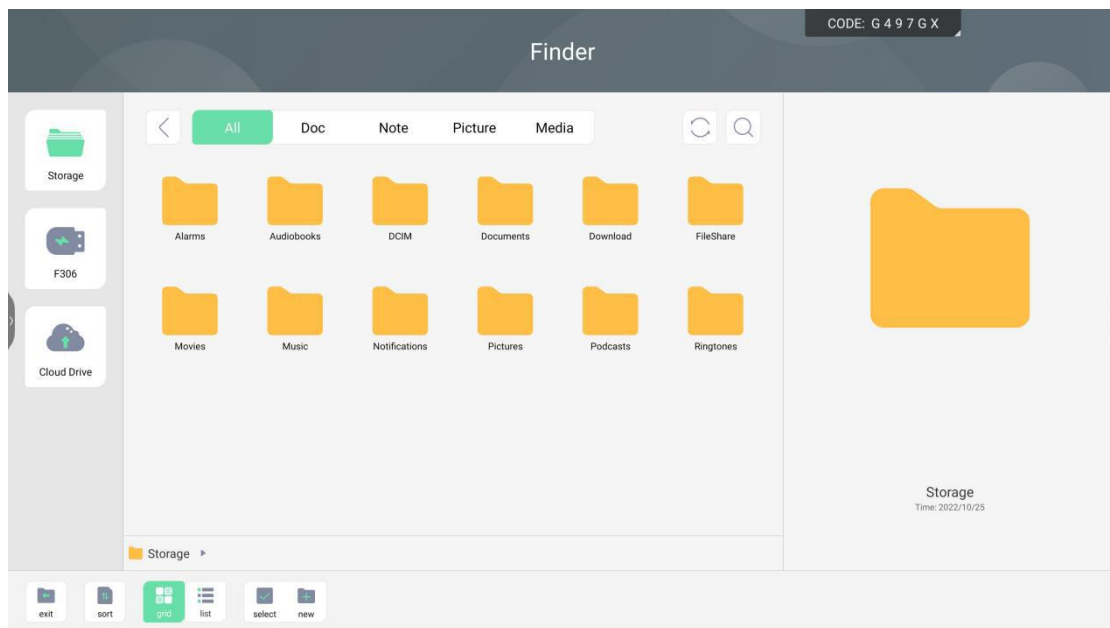 CODE: G 4 9 7 G X
Finder
Storage
F306
Cloud Drive
All Doc Note Picture Media
Alarms Audiobooks DCIM Documents Download FileShare
Movies Music Notifications Pictures Podcasts Ringtones
Storage
Storage
Time: 2022/10/25
exit sort grid list select new